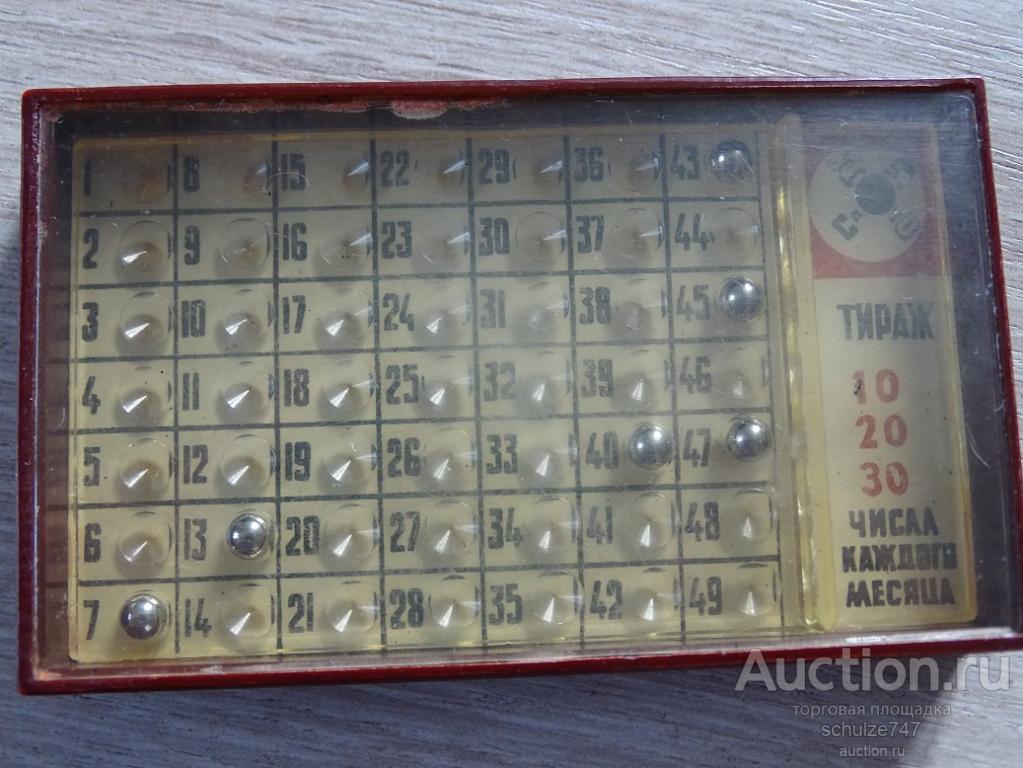 1 8 15 22 29 36 43
2 9 16 23 30 37 44
3 10 17 24 31 38 45
4 11 18 25 32 39 46
5 12 19 26 33 40 47
6 13 20 27 34 41 48
7 14 21 28 35 42 49
ТИРАЖ
10
20
30
ЧИСЛА
КАЖДОГО
МЕСЯЦА
Auction.ru
торговая площадка
schulze747
auction.ru